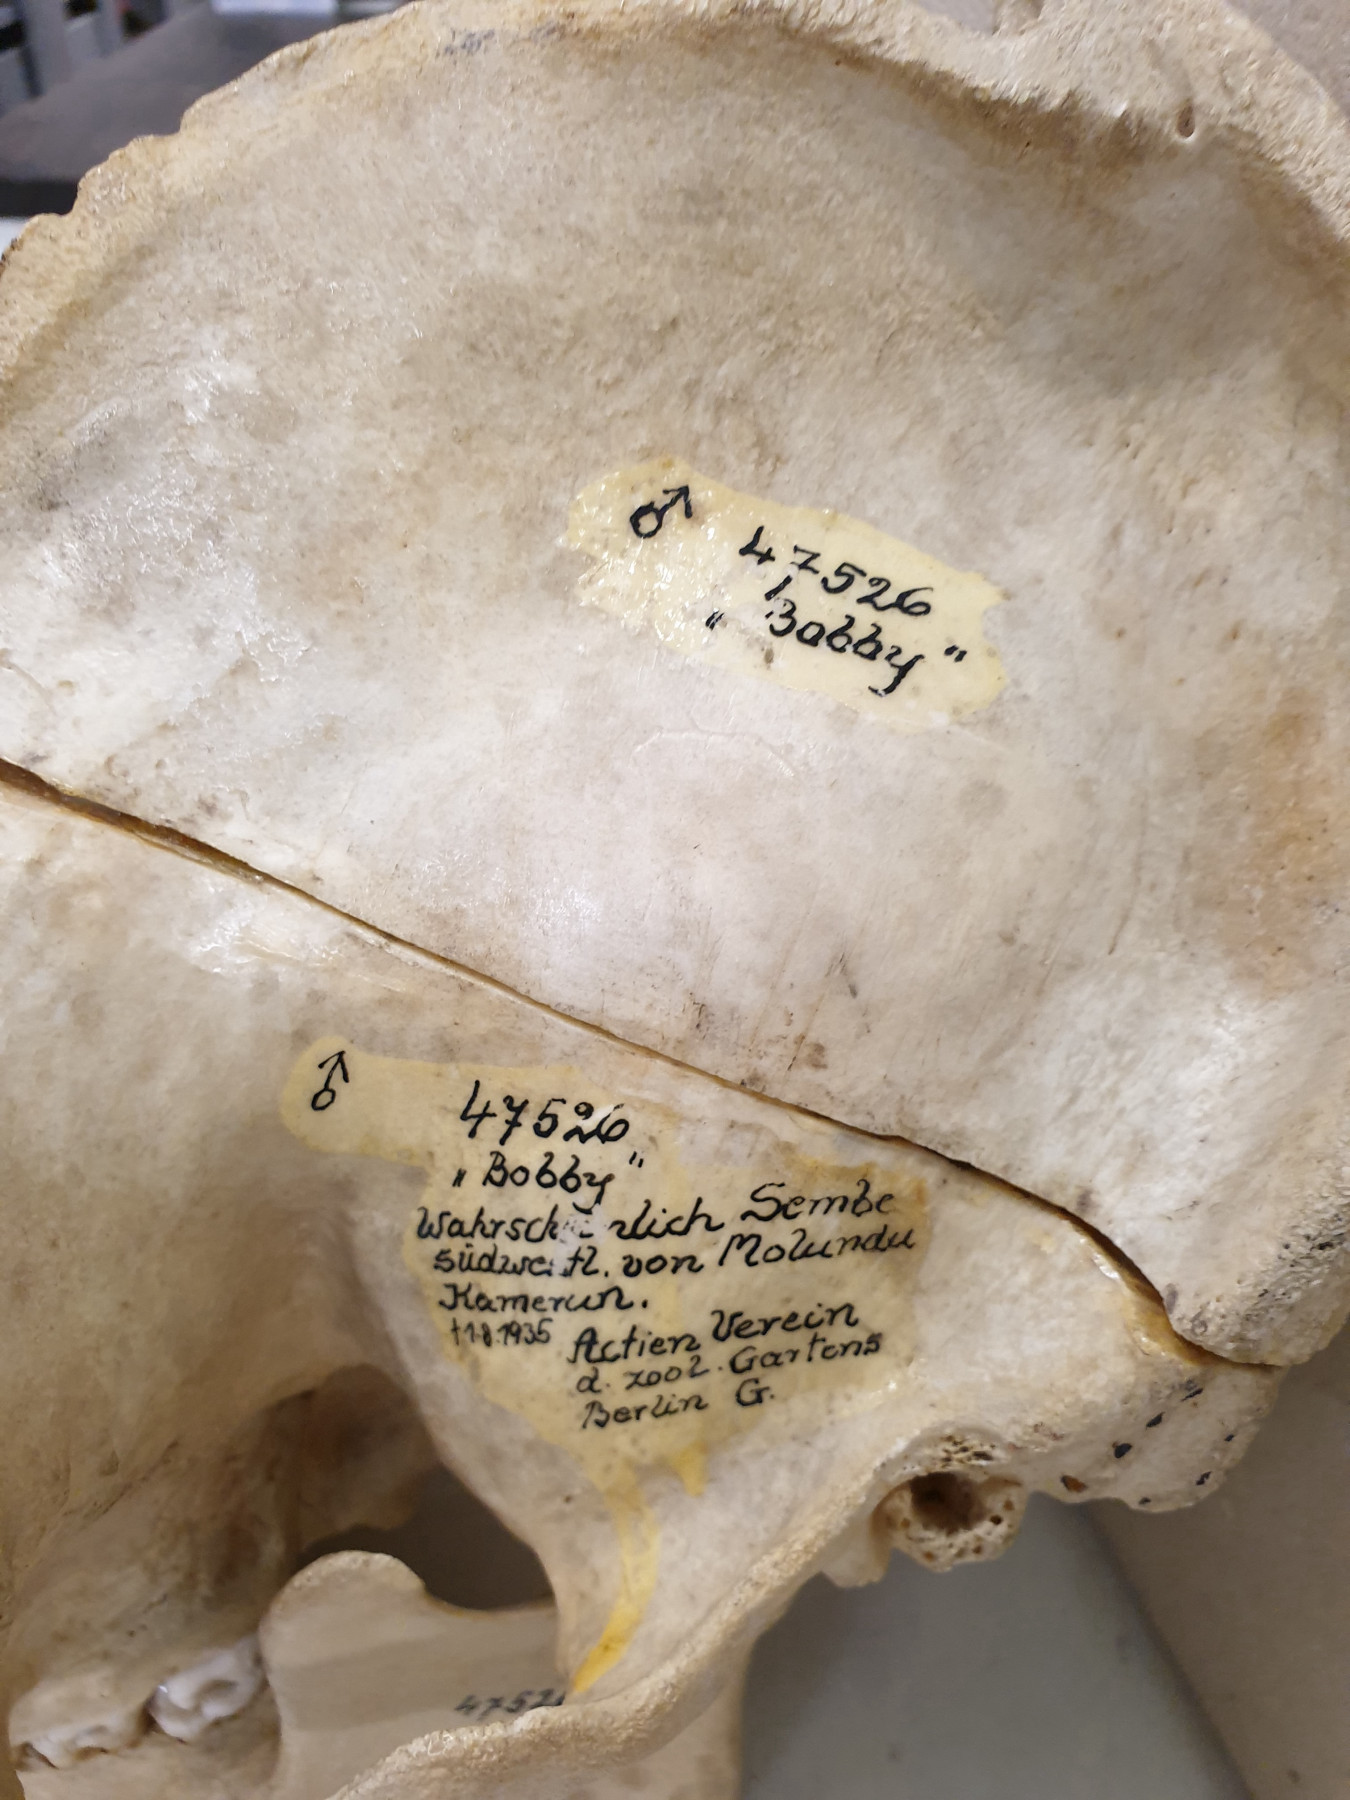 ♂ 47526
„Bobby"
♂ 47526
„Bobby"
Wahrscheinlich Sembe
südwestl. von Molundu
Kamerun.
†1.8.1935 Actien Verein
d. zool. Gartens
Berlin G.
4752